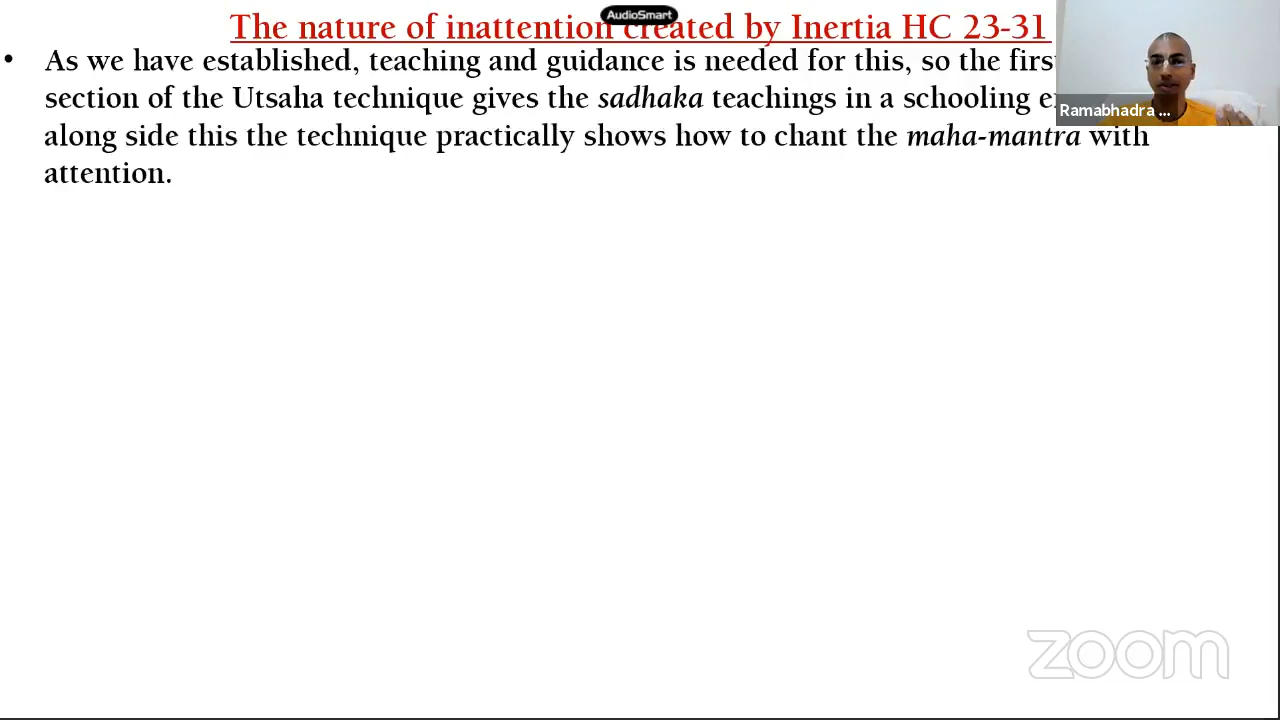 AudioSmart
The nature of inattention created by Inertia HC 23-31
• As we have established, teaching and guidance is needed for this, so the first
section of the Utsaha technique gives the sadhaka teachings in a schooling
along side this the technique practically shows how to chant the maha-mantra with
attention.
Ramabhadra ...
zoom